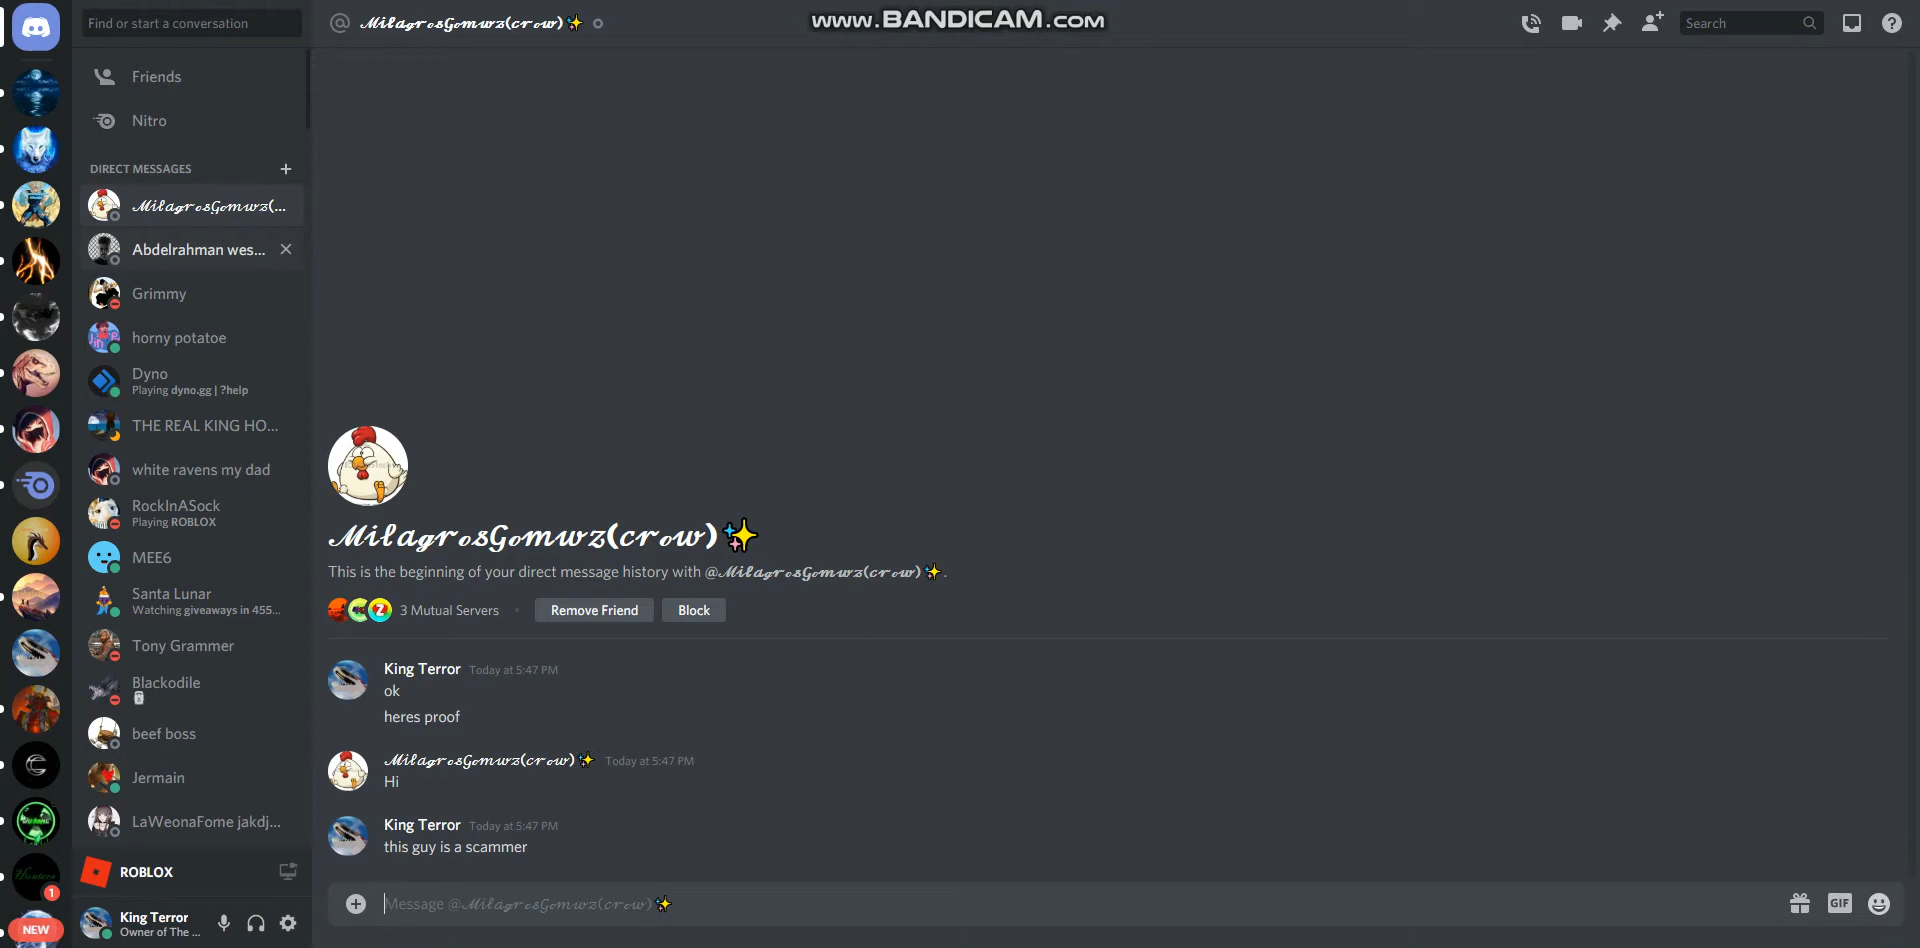 Find or start a conversation
MilagrosGomwz(crow)✨
www.BANDICAM.com
Search
Friends
Nitro
DIRECT MESSAGES
MilagrosGomwz(...
Abdelrahman wes...
Grimmy
horny potatoe
Dyno
Playing dyno.gg | ?help
THE REAL KING HO...
white ravens my dad
RockInASock
Playing ROBLOX
MEE6
Santa Lunar
Watching giveaways in 455...
Tony Grammer
Blackodile
beef boss
Jermain
LaWeonaFome jakdj...
ROBLOX
King Terror
Owner of The ...
1
NEW
MilagrosGomwz(crow)✨
This is the beginning of your direct message history with @MilagrosGomwz(crow)✨.
3 Mutual Servers • Remove Friend Block
King Terror Today at 5:47 PM
ok
heres proof
MilagrosGomwz(crow)✨ Today at 5:47 PM
Hi
King Terror Today at 5:47 PM
this guy is a scammer
Message @MilagrosGomwz(crow)✨
GIF